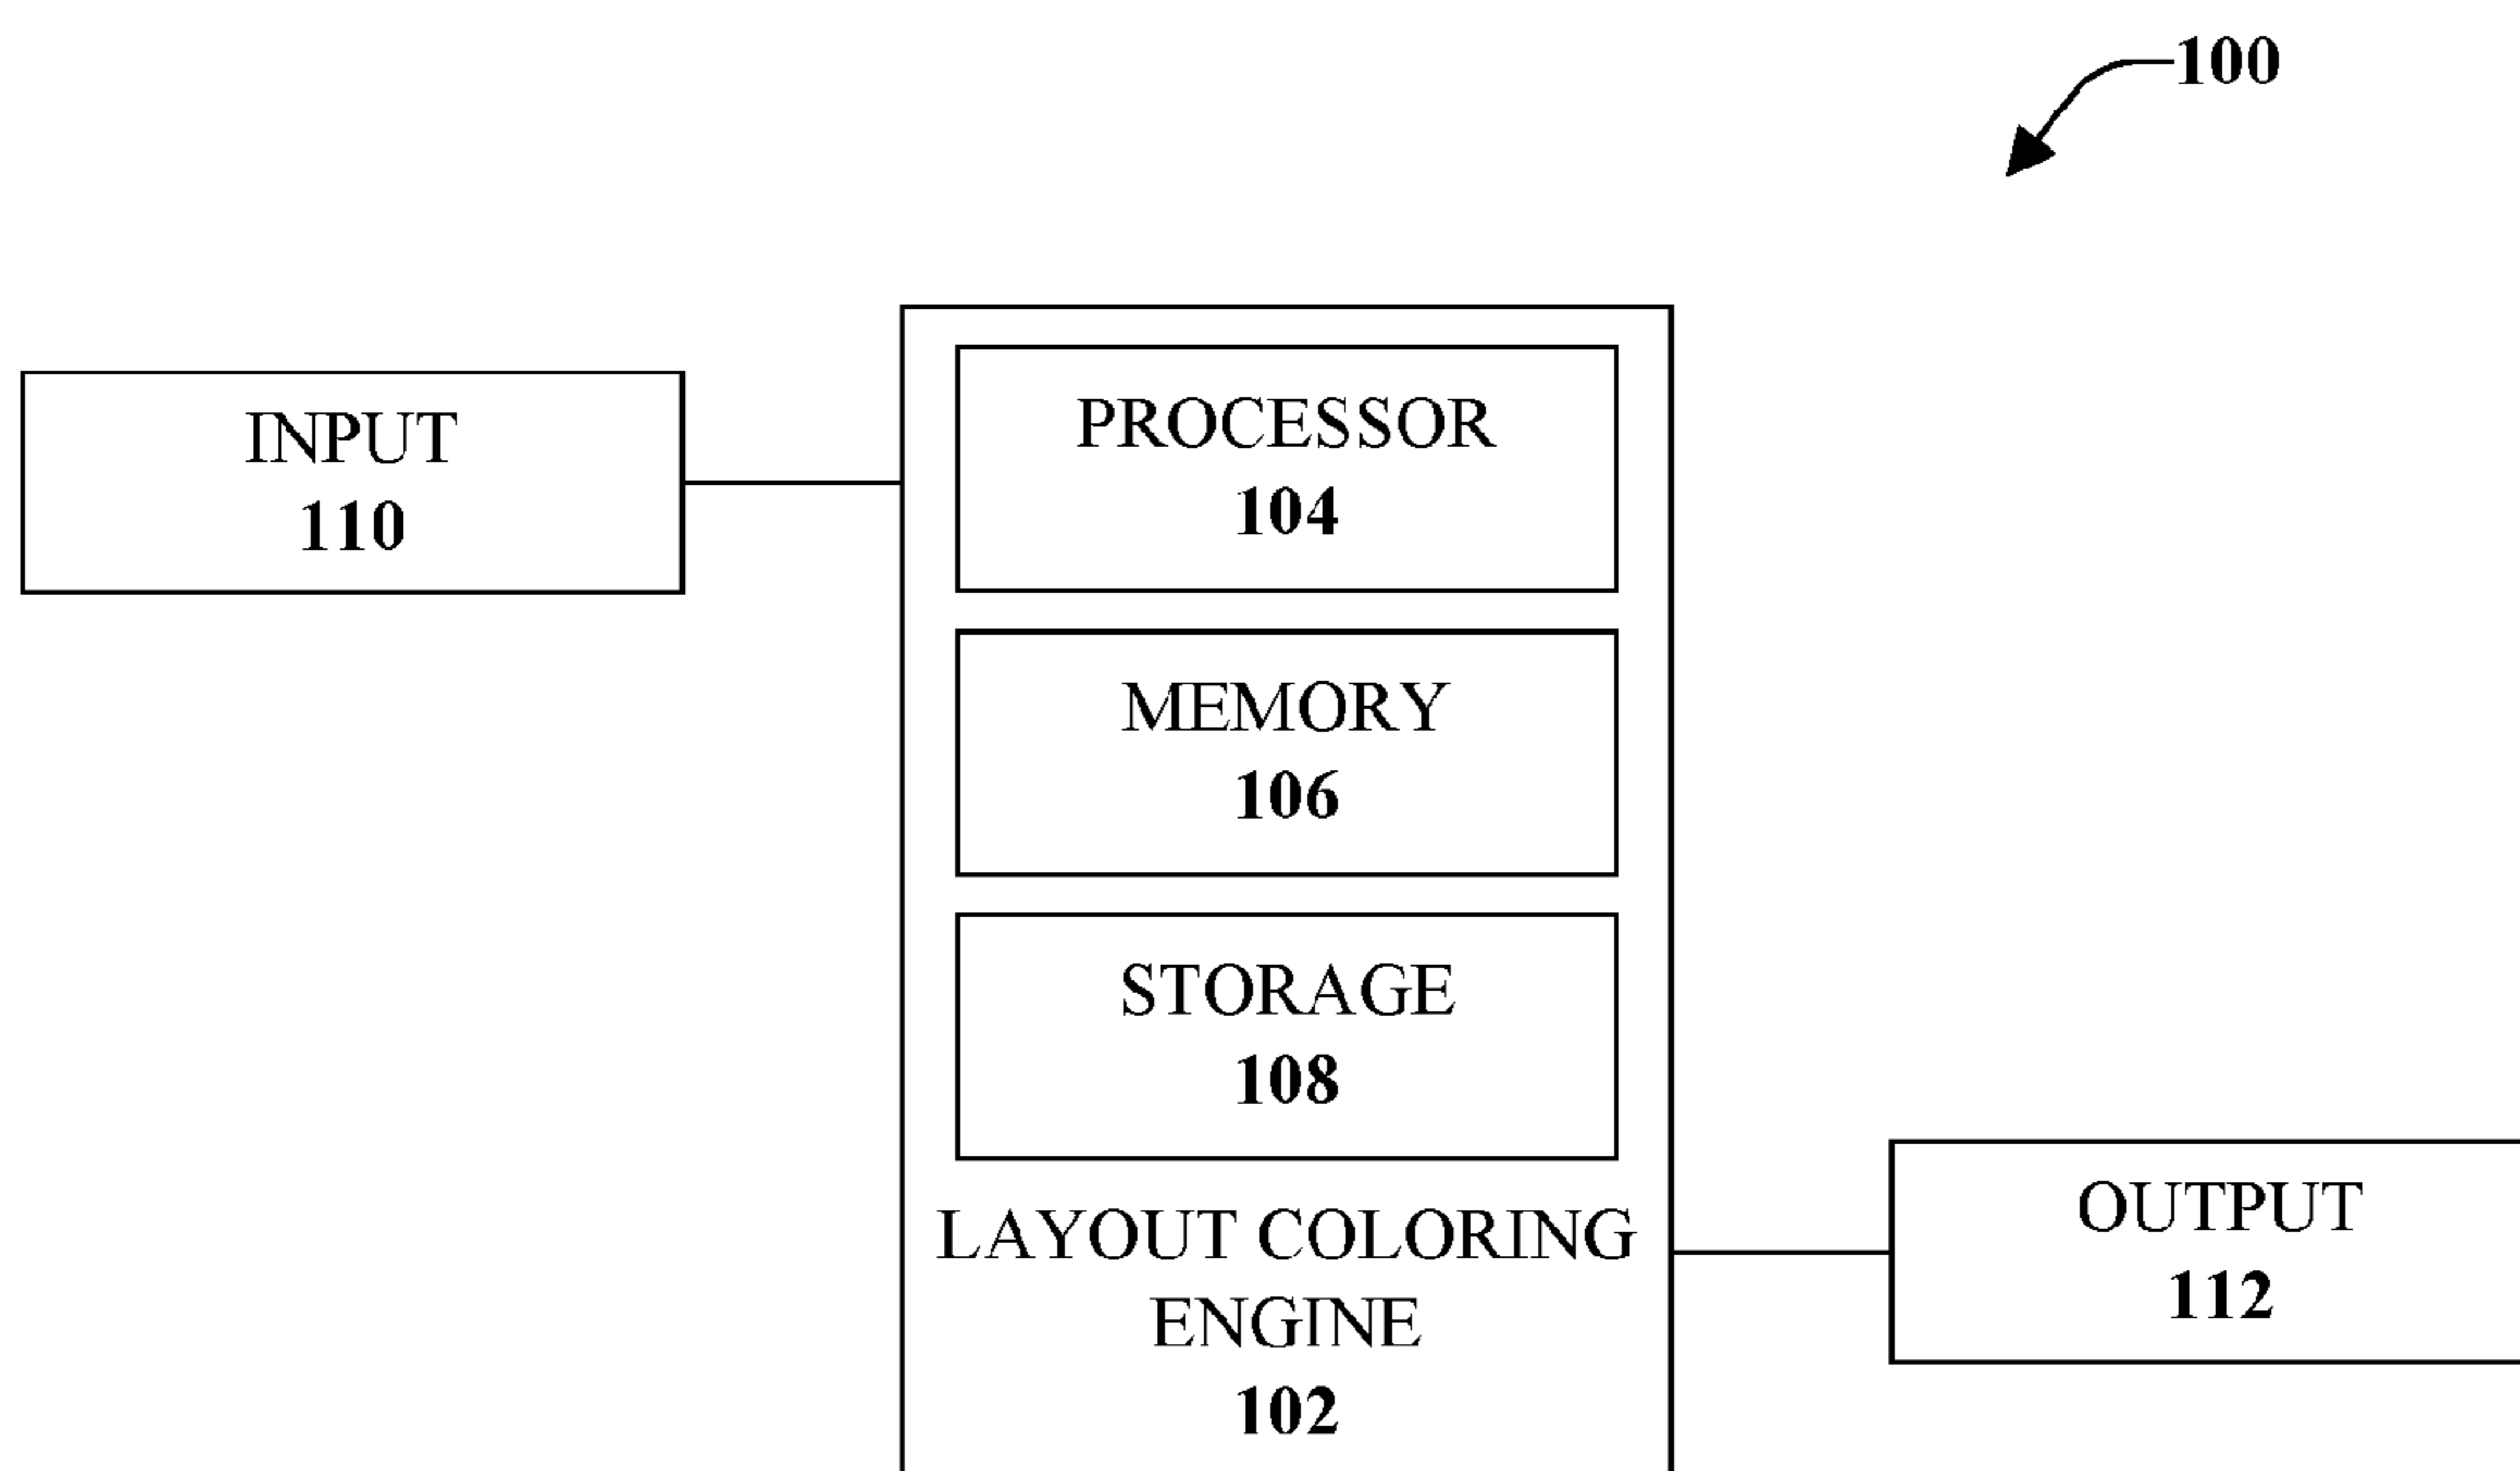 100
INPUT
110
PROCESSOR
104
MEMORY
106
STORAGE
108
LAYOUT COLORING
ENGINE
102
OUTPUT
112